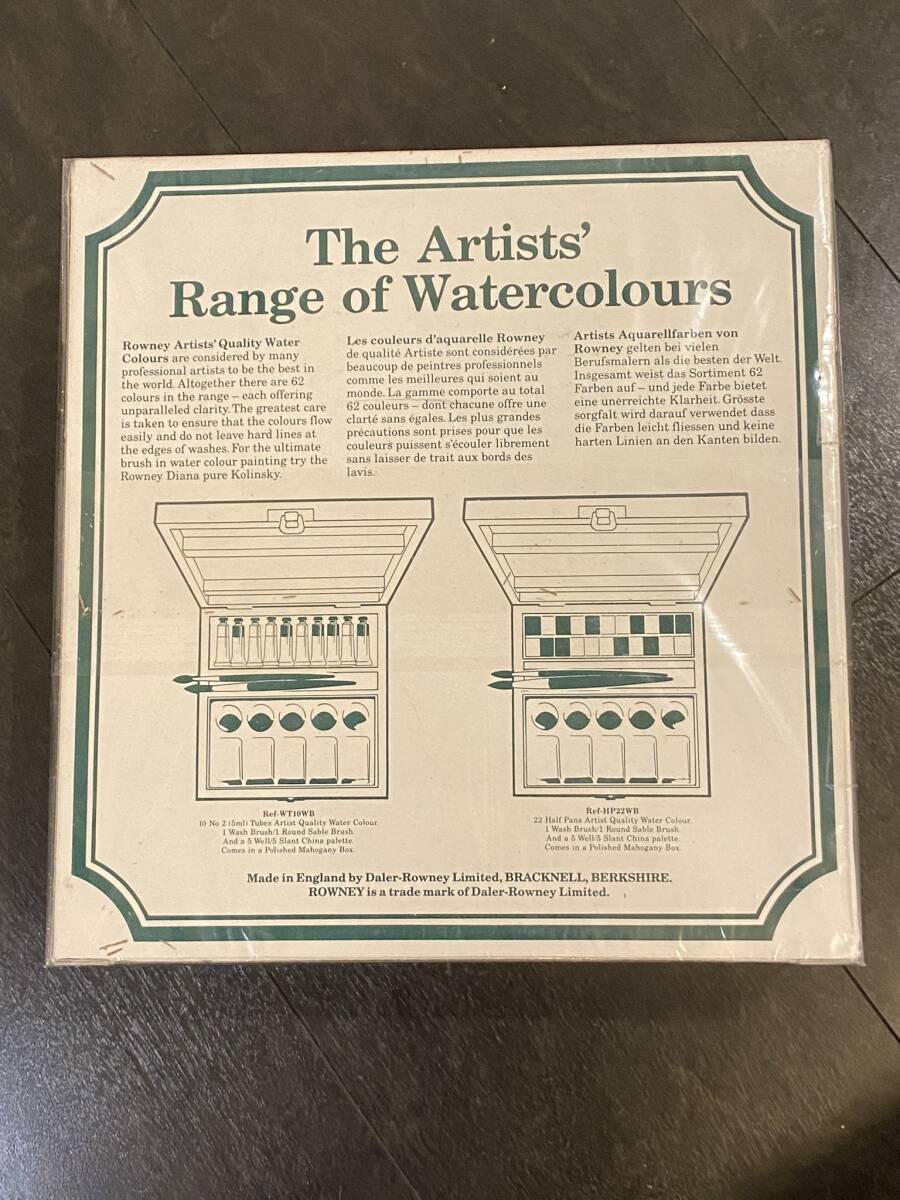 The Artists'
Range of Watercolours
Rowney Artists' Quality Water
Colours are considered by many
professional artists to be the best in
the world. Altogether there are 62
colours in the range – each offering
unparalleled clarity. The greatest care
is taken to ensure that the colours flow
easily and do not leave hard lines at
the edges of washes. For the ultimate
brush in water colour painting try the
Rowney Diana pure Kolinsky.
Les couleurs d'aquarelle Rowney
de qualité Artiste sont considérées par
beaucoup de peintres professionnels
comme les meilleures qui soient au
monde. La gamme comporte au total
62 couleurs – dont chacune offre une
clarté sans égales. Les plus grandes
précautions sont prises pour que les
couleurs puissent s'écouler librement
sans laisser de trait aux bords des
lavis.
Artists Aquarellfarben von
Rowney gelten bei vielen
Berufsmalern als die besten der Welt.
Insgesamt weist das Sortiment 62
Farben auf – und jede Farbe bietet
eine unerreichte Klarheit. Grösste
sorgfalt wird darauf verwendet dass
die Farben leicht fliessen und keine
harten Linien an den Kanten bilden.
Ref-WT10WB
10 No 2 (5ml) Tubes Artist Quality Water Colour.
1 Wash Brush/1 Round Sable Brush.
And a 5 Well/5 Slant China palette.
Comes in a Polished Mahogany Box.
Ref-HP22WB
22 Half Pans Artist Quality Water Colour.
1 Wash Brush/1 Round Sable Brush.
And a 5 Well/5 Slant China palette.
Comes in a Polished Mahogany Box.
Made in England by Daler-Rowney Limited, BRACKNELL, BERKSHIRE.
ROWNEY is a trade mark of Daler-Rowney Limited.